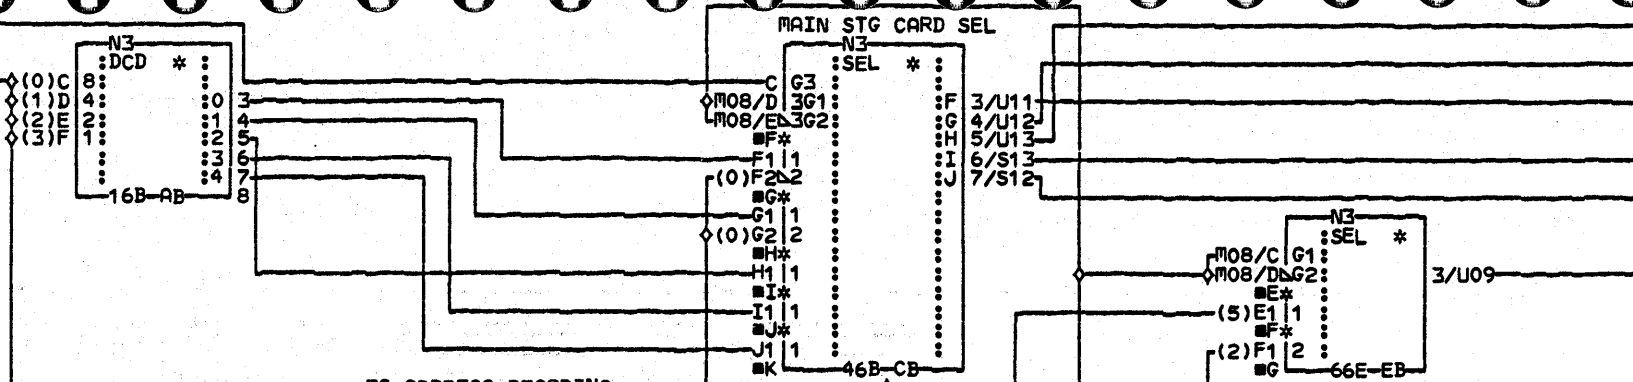 MAIN STG CARD SEL
N3
DCD *
(0)C 8
(1)D 4
(2)E 2
(3)F 1
0 3
1 4
2 5
3 6
4 7
8
16B-AB
N3
SEL *
C G3
M08/D 3G1
M08/E 3G2
■F*
F1 1
(0)F2 2
■G*
G1 1
(0)G2 2
■H*
H1 1
■I*
I1 1
■J*
J1 1
■K
F 3/U11
G 4/U12
H 5/U13
I 6/S13
J 7/S12
46B-CB
N3
SEL *
M08/C G1
M08/D G2
■E*
(5)E1 1
■F*
(2)F1 2
■G
3/U09
66E-EB